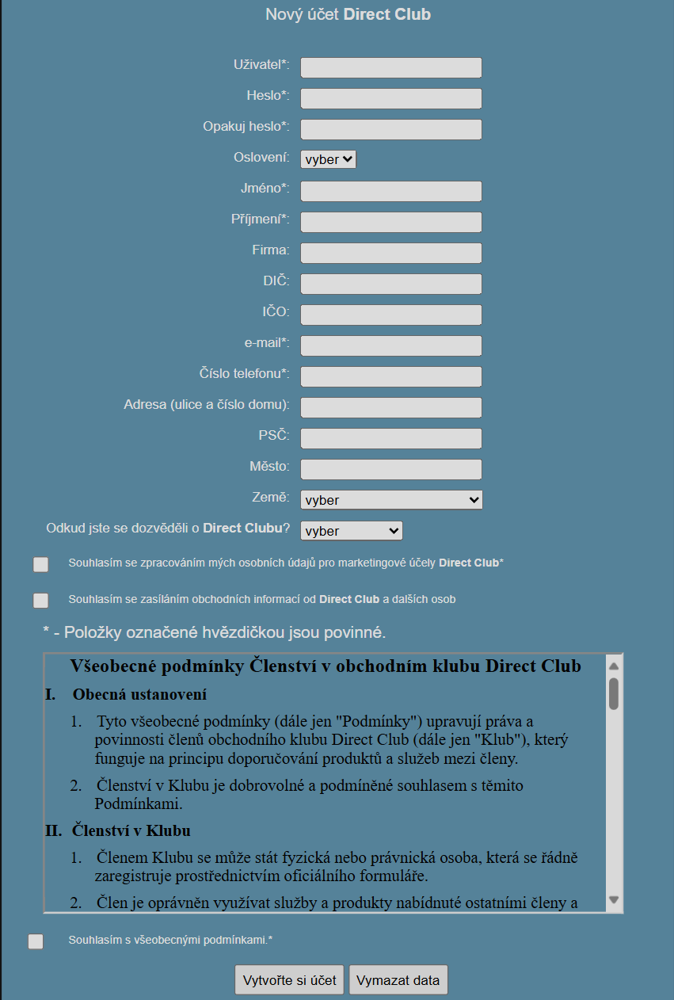 Nový účet Direct Club
Uživatel*:
Heslo*:
Opakuj heslo*:
Oslovení: vyber
Jméno*:
Příjmení*:
Firma:
DIČ:
IČO:
e-mail*:
Číslo telefonu*:
Adresa (ulice a číslo domu):
PSČ:
Město:
Země: vyber
Odkud jste se dozvěděli o Direct Clubu? vyber
Souhlasím se zpracováním mých osobních údajů pro marketingové účely Direct Club*
Souhlasím se zasíláním obchodních informací od Direct Club a dalších osob
* - Položky označené hvězdičkou jsou povinné.
Všeobecné podmínky Členství v obchodním klubu Direct Club
I. Obecná ustanovení
1. Tyto všeobecné podmínky (dále jen "Podmínky") upravují práva a
povinnosti členů obchodního klubu Direct Club (dále jen "Klub"), který
funguje na principu doporučování produktů a služeb mezi členy.
2. Členství v Klubu je dobrovolné a podmíněné souhlasem s těmito
Podmínkami.
II. Členství v Klubu
1. Členem Klubu se může stát fyzická nebo právnická osoba, která se řádně
zaregistruje prostřednictvím oficiálního formuláře.
2. Člen je oprávněn využívat služby a produkty nabídnuté ostatními členy a
Souhlasím s všeobecnými podmínkami.*
Vytvořte si účet Vymazat data